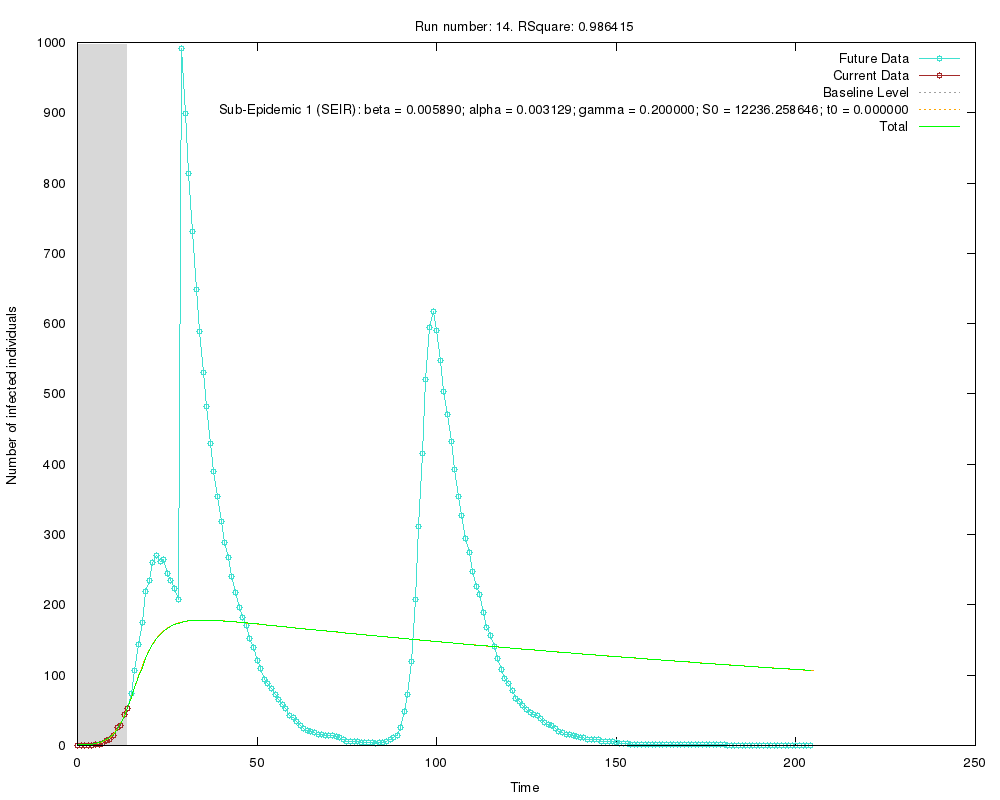 Run number: 14. RSquare: 0.986415
Future Data
Current Data
Baseline Level
Sub-Epidemic 1 (SEIR): beta = 0.005890; alpha = 0.003129; gamma = 0.200000; S0 = 12236.258646; t0 = 0.000000
Total
Number of infected individuals
1000
900
800
700
600
500
400
300
200
100
0
0
50
100
150
200
250
Time